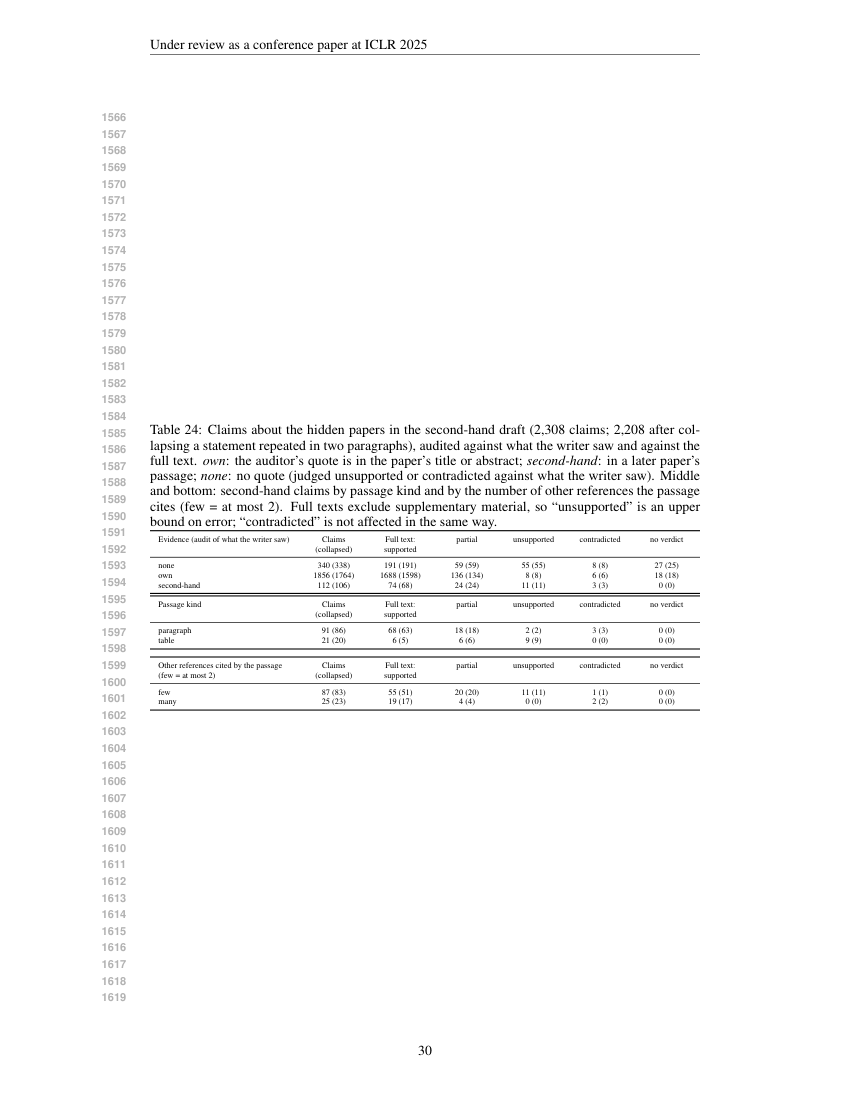 Under review as a conference paper at ICLR 2025
1566
1567
1568
1569
1570
1571
1572
1573
1574
1575
1576
1577
1578
1579
1580
1581
1582
1583
1584
1585
1586
1587
1588
1589
1590
1591
1592
1593
1594
1595
1596
1597
1598
1599
1600
1601
1602
1603
1604
1605
1606
1607
1608
1609
1610
1611
1612
1613
1614
1615
1616
1617
1618
1619
Table 24: Claims about the hidden papers in the second-hand draft (2,308 claims; 2,208 after col-
lapsing a statement repeated in two paragraphs), audited against what the writer saw and against the
full text. own: the auditor's quote is in the paper's title or abstract; second-hand: in a later paper's
passage; none: no quote (judged unsupported or contradicted against what the writer saw). Middle
and bottom: second-hand claims by passage kind and by the number of other references the passage
cites (few = at most 2). Full texts exclude supplementary material, so “unsupported” is an upper
bound on error; “contradicted” is not affected in the same way.
Evidence (audit of what the writer saw) Claims Full text: partial unsupported contradicted no verdict
(collapsed) supported
none 340 (338) 191 (191) 59 (59) 55 (55) 8 (8) 27 (25)
own 1856 (1764) 1688 (1598) 136 (134) 8 (8) 6 (6) 18 (18)
second-hand 112 (106) 74 (68) 24 (24) 11 (11) 3 (3) 0 (0)
Passage kind Claims Full text: partial unsupported contradicted no verdict
(collapsed) supported
paragraph 91 (86) 68 (63) 18 (18) 2 (2) 3 (3) 0 (0)
table 21 (20) 6 (5) 6 (6) 9 (9) 0 (0) 0 (0)
Other references cited by the passage Claims Full text: partial unsupported contradicted no verdict
(few = at most 2) (collapsed) supported
few 87 (83) 55 (51) 20 (20) 11 (11) 1 (1) 0 (0)
many 25 (23) 19 (17) 4 (4) 0 (0) 2 (2) 0 (0)
30